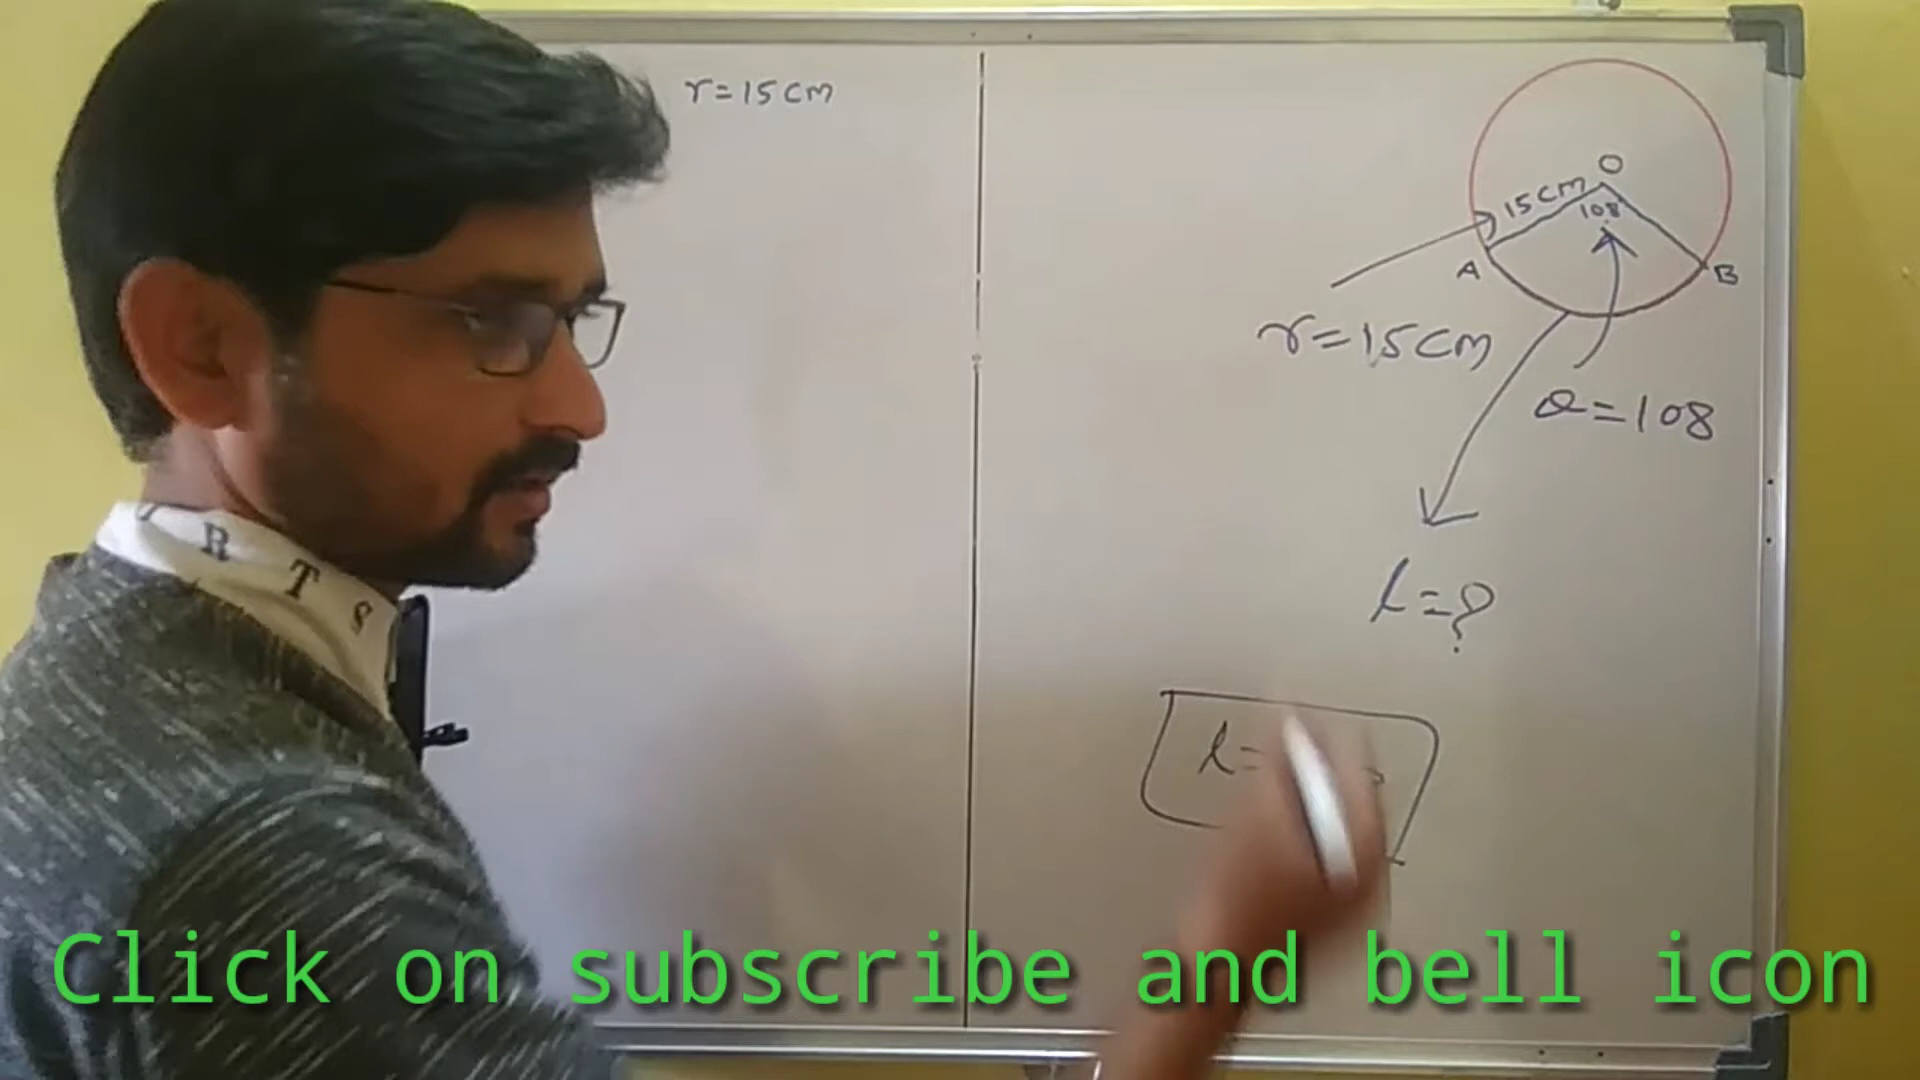 r=15cm
O
15cm
108
A
B
r=15cm
θ=108
l=?
l=
R T S
Click on subscribe and bell icon